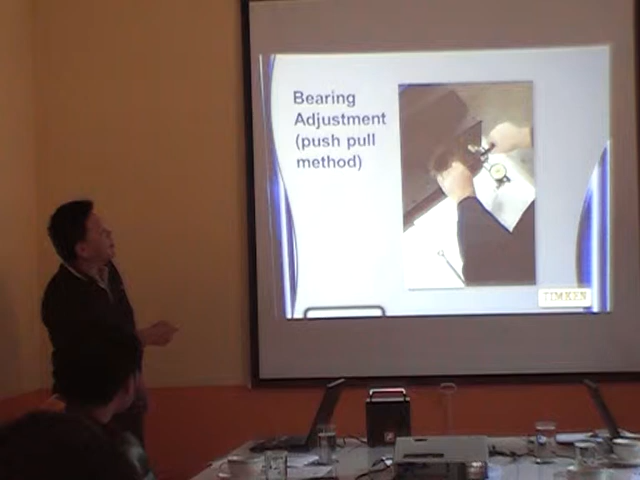 Bearing
Adjustment
(push pull
method)
TIMKEN